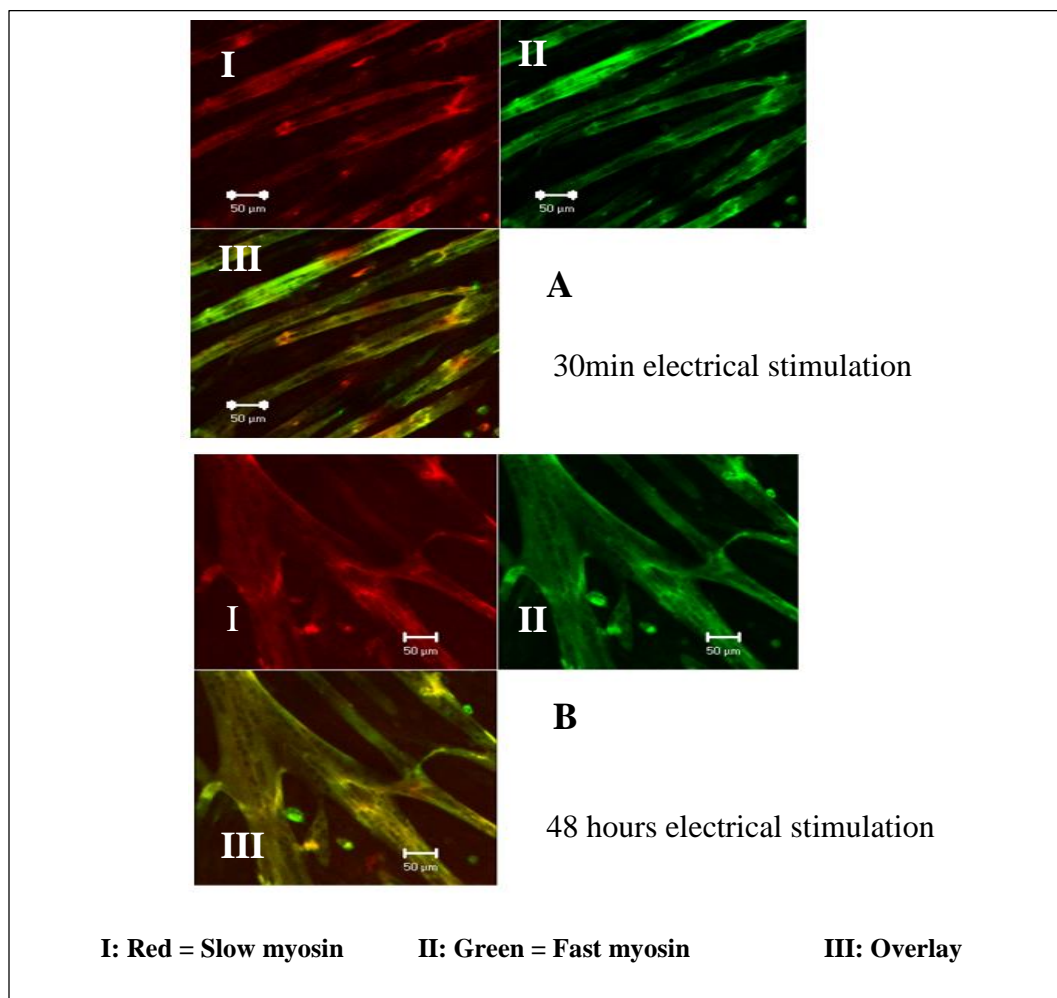 I
II
50 µm
50 µm
III
50 µm
A
30min electrical stimulation
I
50 µm
II
50 µm
III
50 µm
B
48 hours electrical stimulation
I: Red = Slow myosin II: Green = Fast myosin III: Overlay